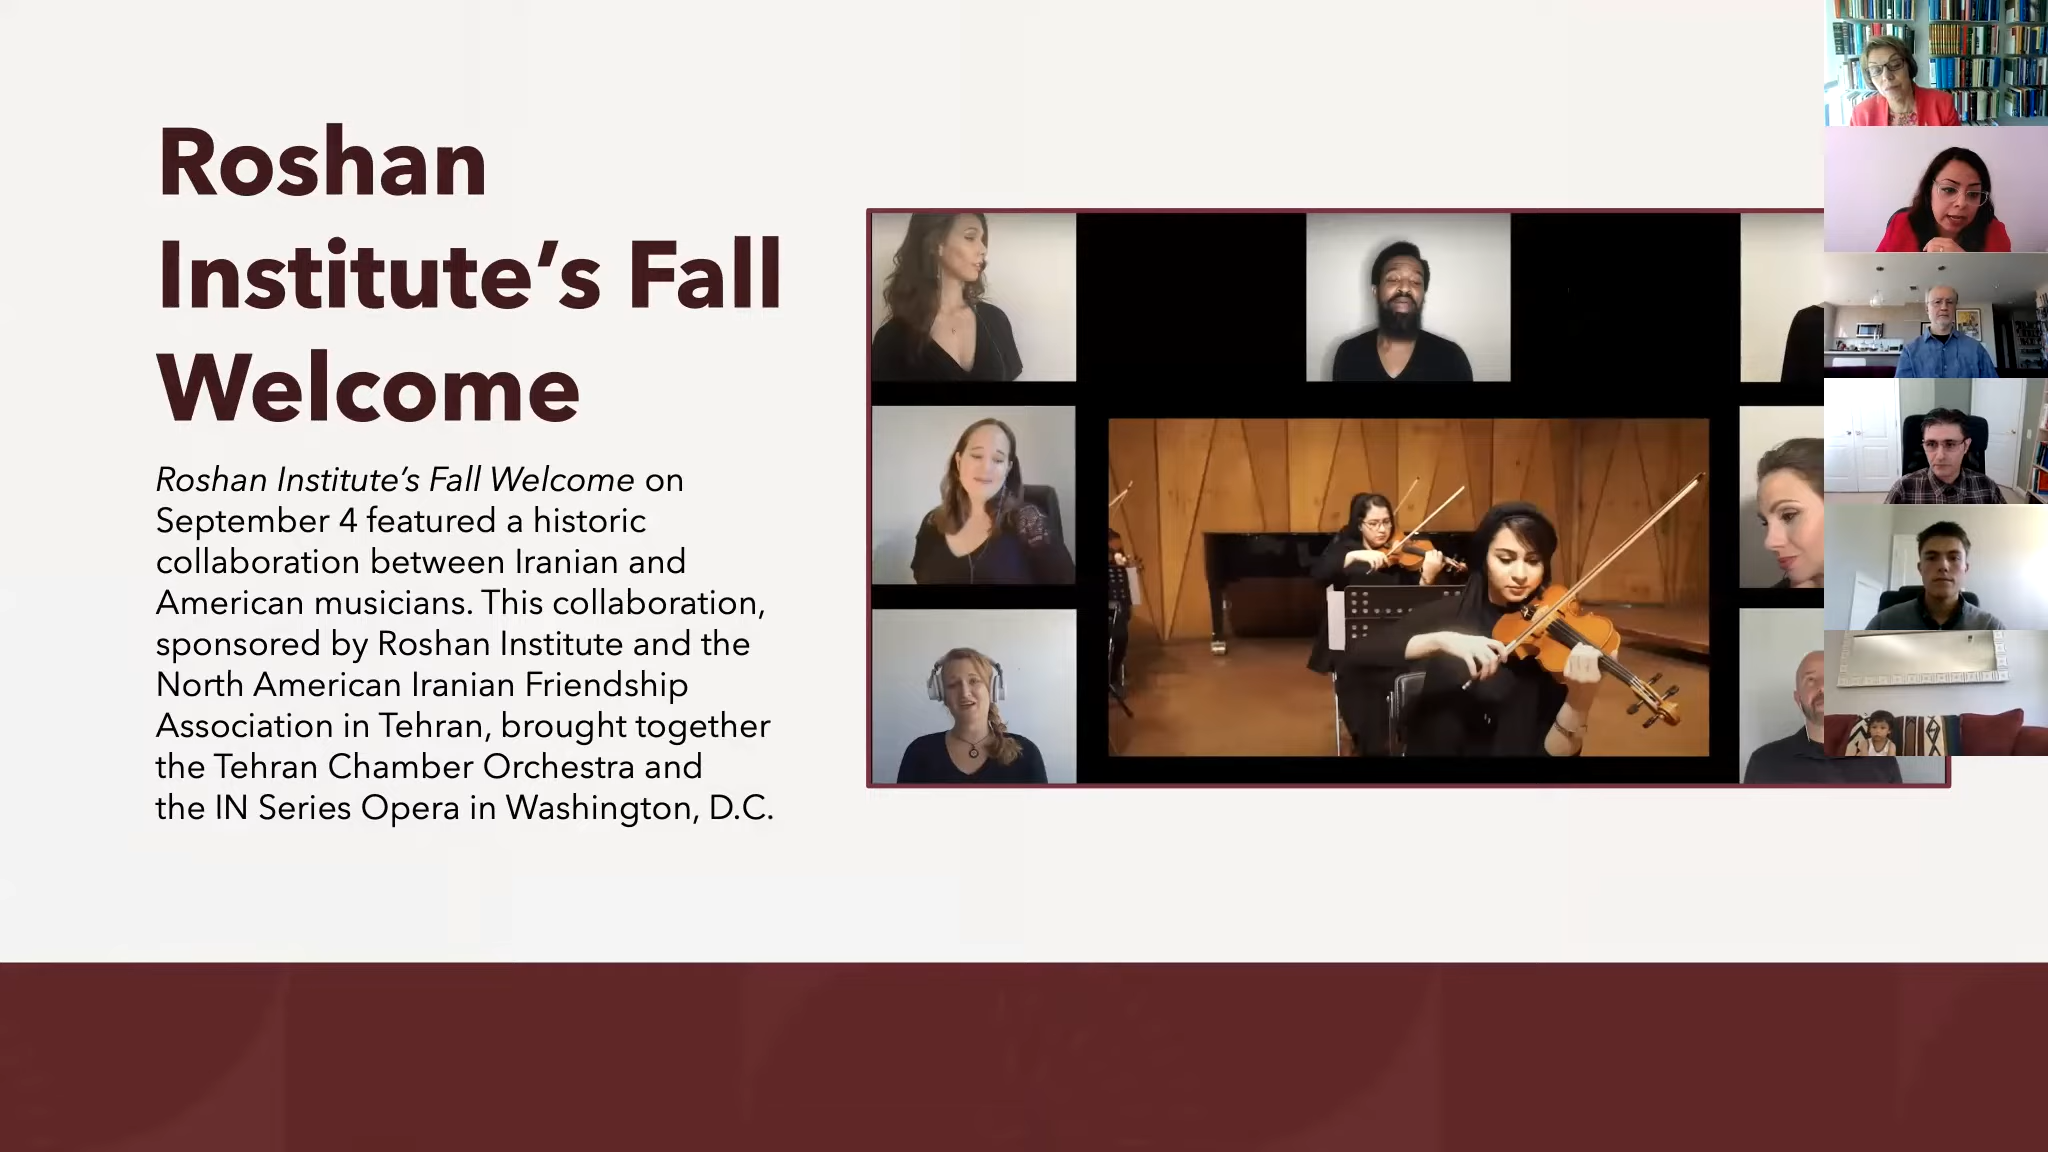 Roshan
Institute’s Fall
Welcome
Roshan Institute’s Fall Welcome on
September 4 featured a historic
collaboration between Iranian and
American musicians. This collaboration,
sponsored by Roshan Institute and the
North American Iranian Friendship
Association in Tehran, brought together
the Tehran Chamber Orchestra and
the IN Series Opera in Washington, D.C.